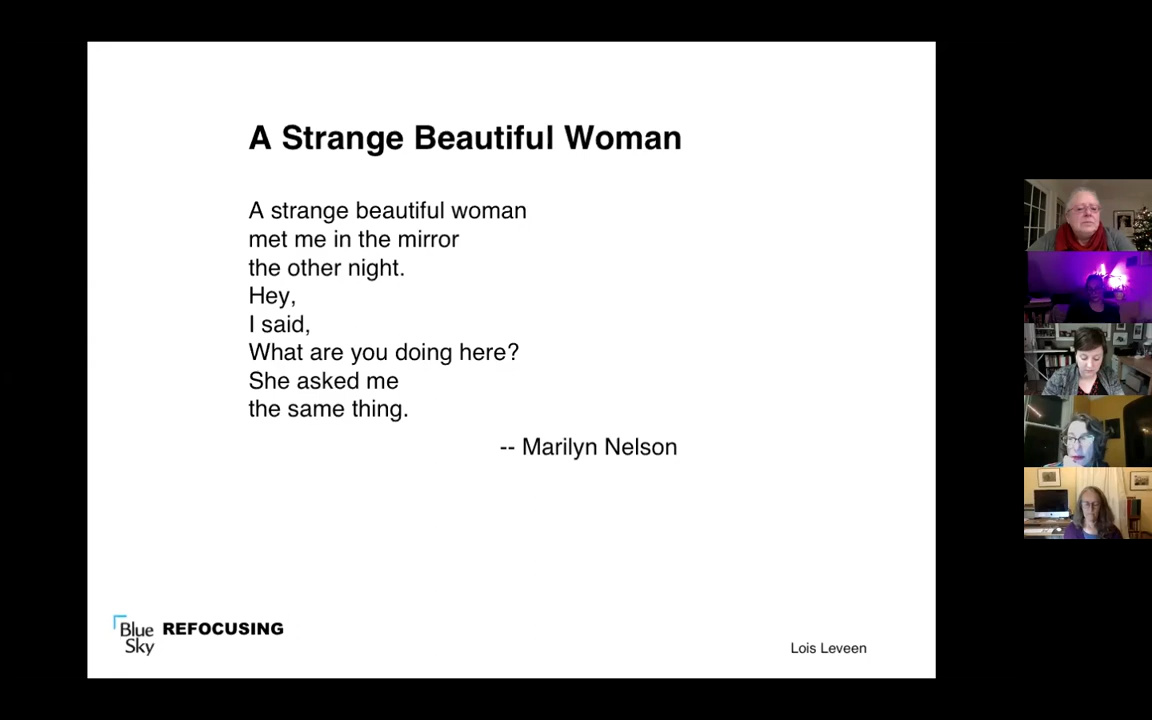 A Strange Beautiful Woman
A strange beautiful woman
met me in the mirror
the other night.
Hey,
I said,
What are you doing here?
She asked me
the same thing.
-- Marilyn Nelson
Blue
Sky
REFOCUSING
Lois Leveen